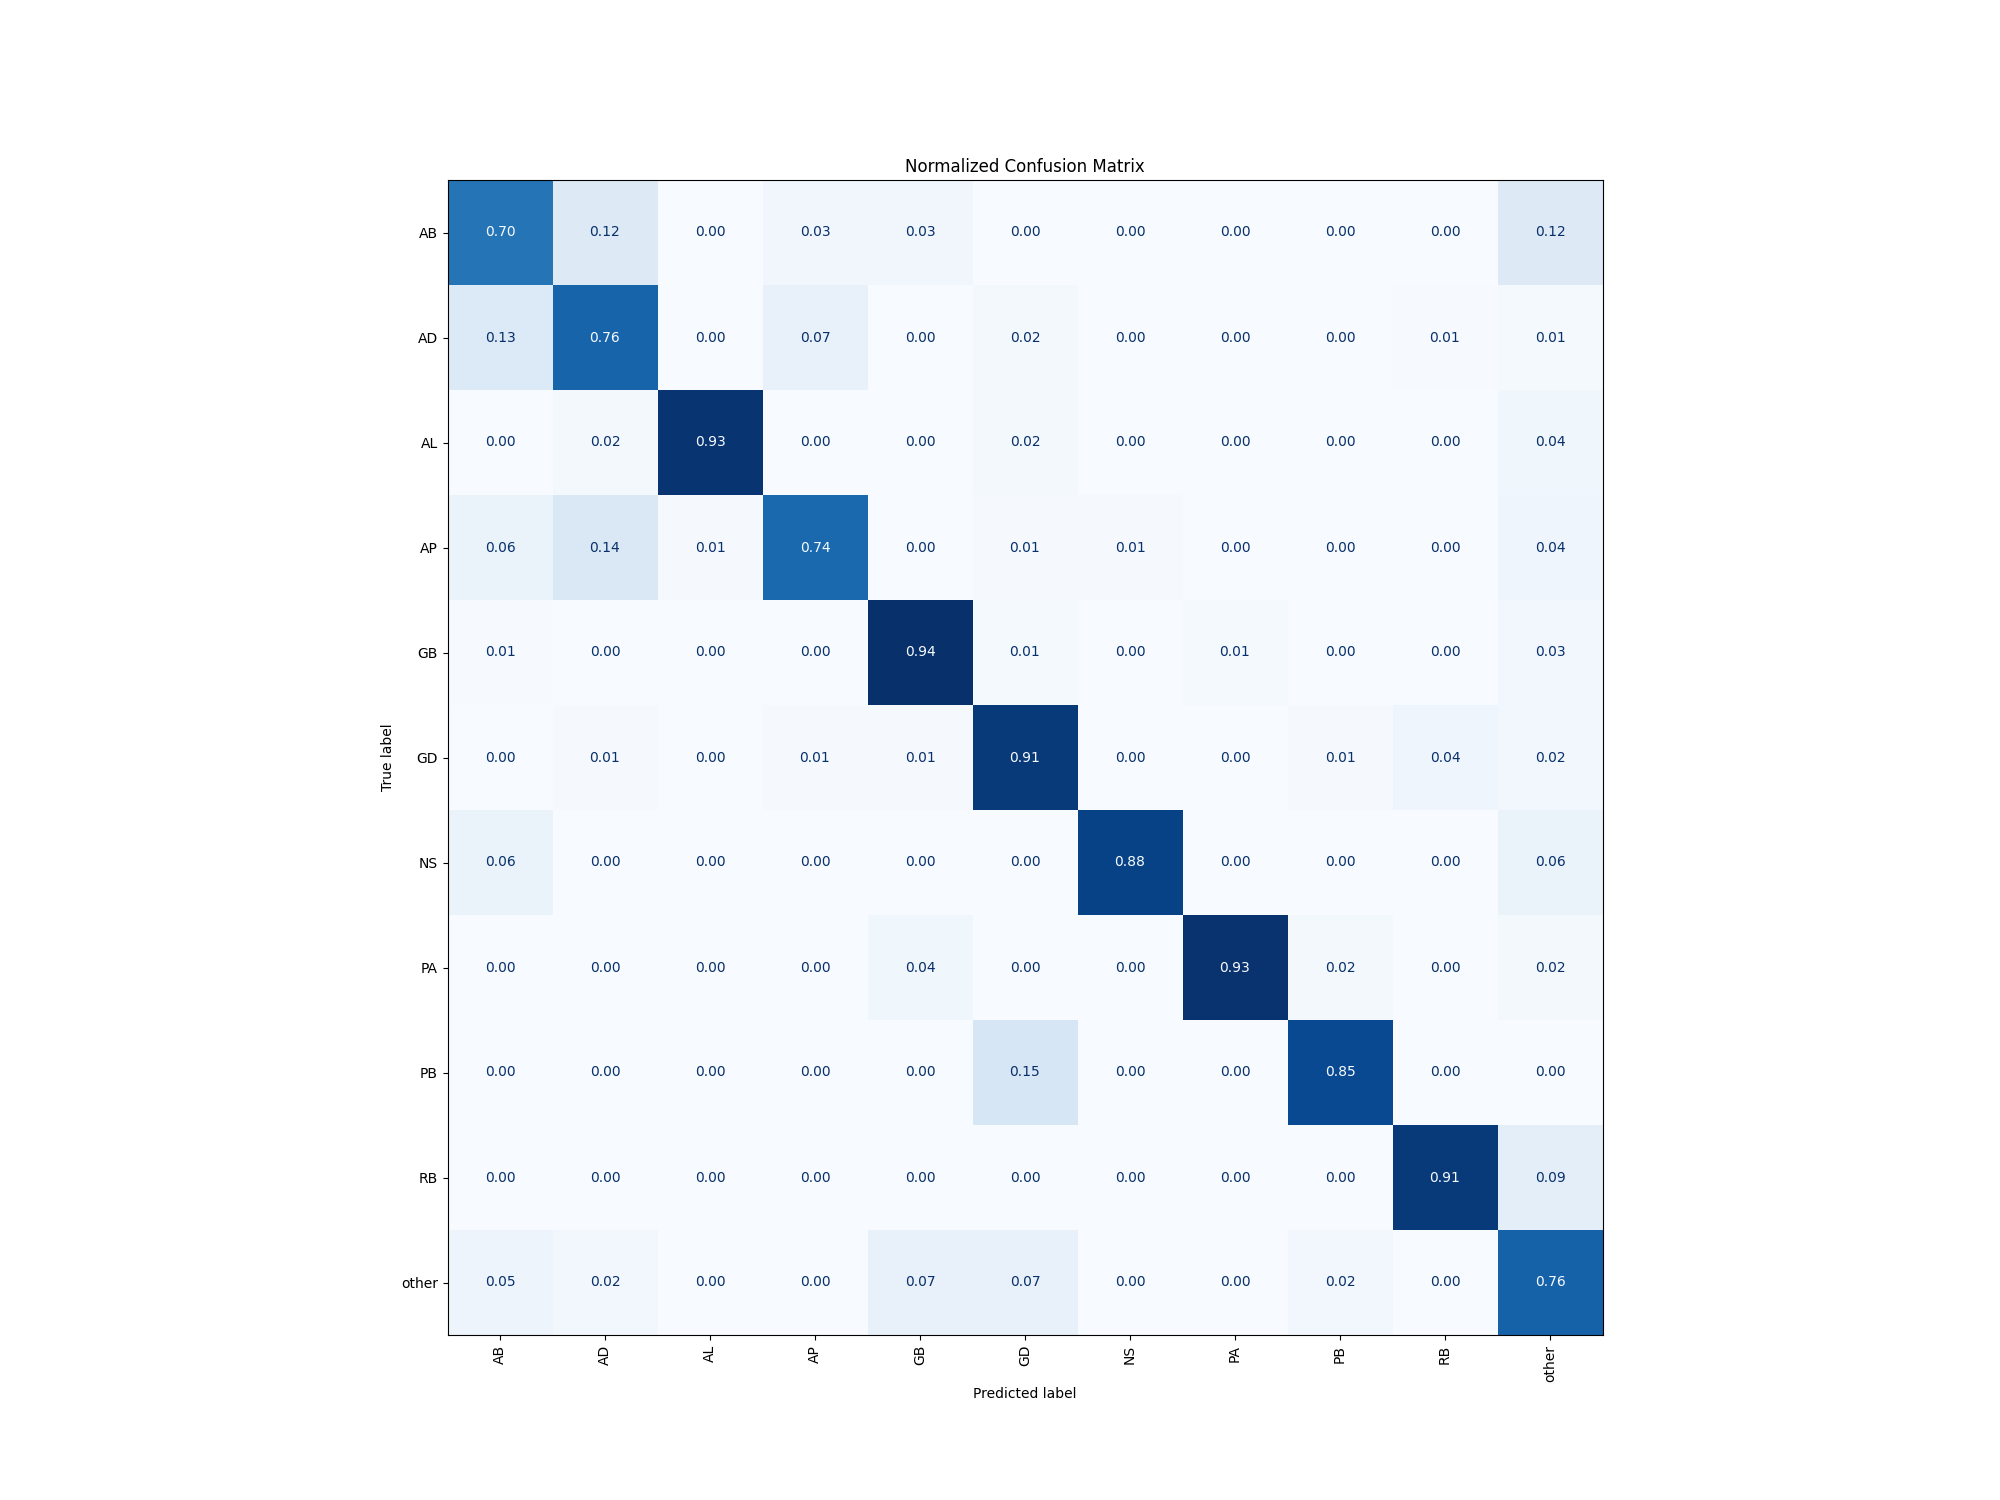 Normalized Confusion Matrix
True label
AB 0.70 0.12 0.00 0.03 0.03 0.00 0.00 0.00 0.00 0.00 0.12
AD 0.13 0.76 0.00 0.07 0.00 0.02 0.00 0.00 0.00 0.01 0.01
AL 0.00 0.02 0.93 0.00 0.00 0.02 0.00 0.00 0.00 0.00 0.04
AP 0.06 0.14 0.01 0.74 0.00 0.01 0.01 0.00 0.00 0.00 0.04
GB 0.01 0.00 0.00 0.00 0.94 0.01 0.00 0.01 0.00 0.00 0.03
GD 0.00 0.01 0.00 0.01 0.01 0.91 0.00 0.00 0.01 0.04 0.02
NS 0.06 0.00 0.00 0.00 0.00 0.00 0.88 0.00 0.00 0.00 0.06
PA 0.00 0.00 0.00 0.00 0.04 0.00 0.00 0.93 0.02 0.00 0.02
PB 0.00 0.00 0.00 0.00 0.00 0.15 0.00 0.00 0.85 0.00 0.00
RB 0.00 0.00 0.00 0.00 0.00 0.00 0.00 0.00 0.00 0.91 0.09
other 0.05 0.02 0.00 0.00 0.07 0.07 0.00 0.00 0.02 0.00 0.76
AB AD AL AP GB GD NS PA PB RB other
Predicted label